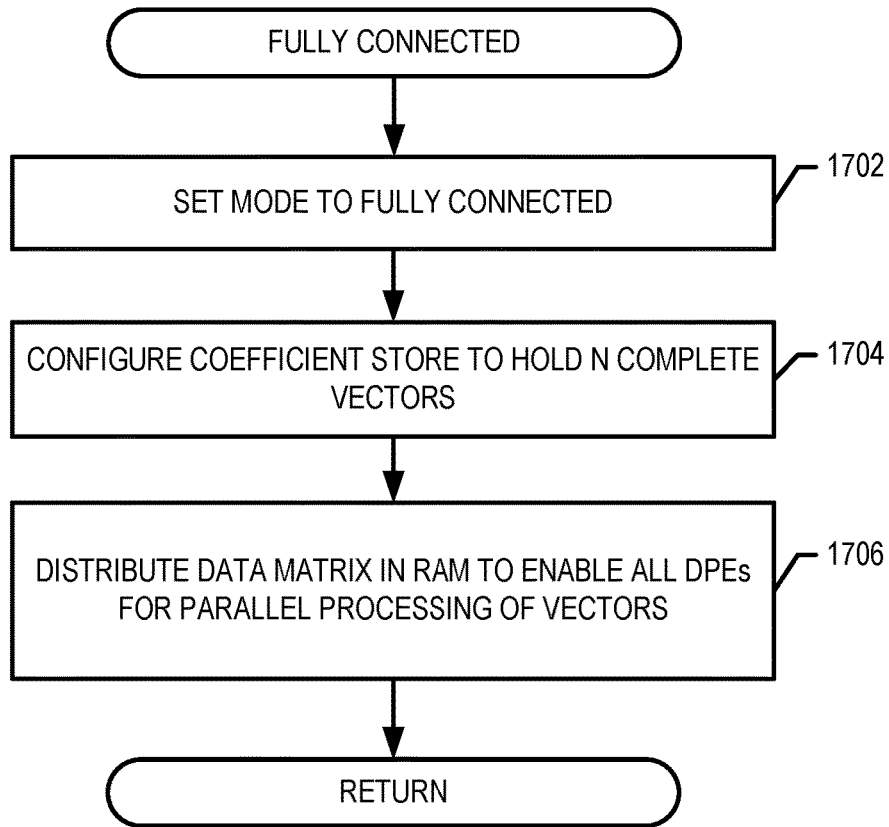 FULLY CONNECTED
SET MODE TO FULLY CONNECTED
1702
CONFIGURE COEFFICIENT STORE TO HOLD N COMPLETE
VECTORS
1704
DISTRIBUTE DATA MATRIX IN RAM TO ENABLE ALL DPEs
FOR PARALLEL PROCESSING OF VECTORS
1706
RETURN